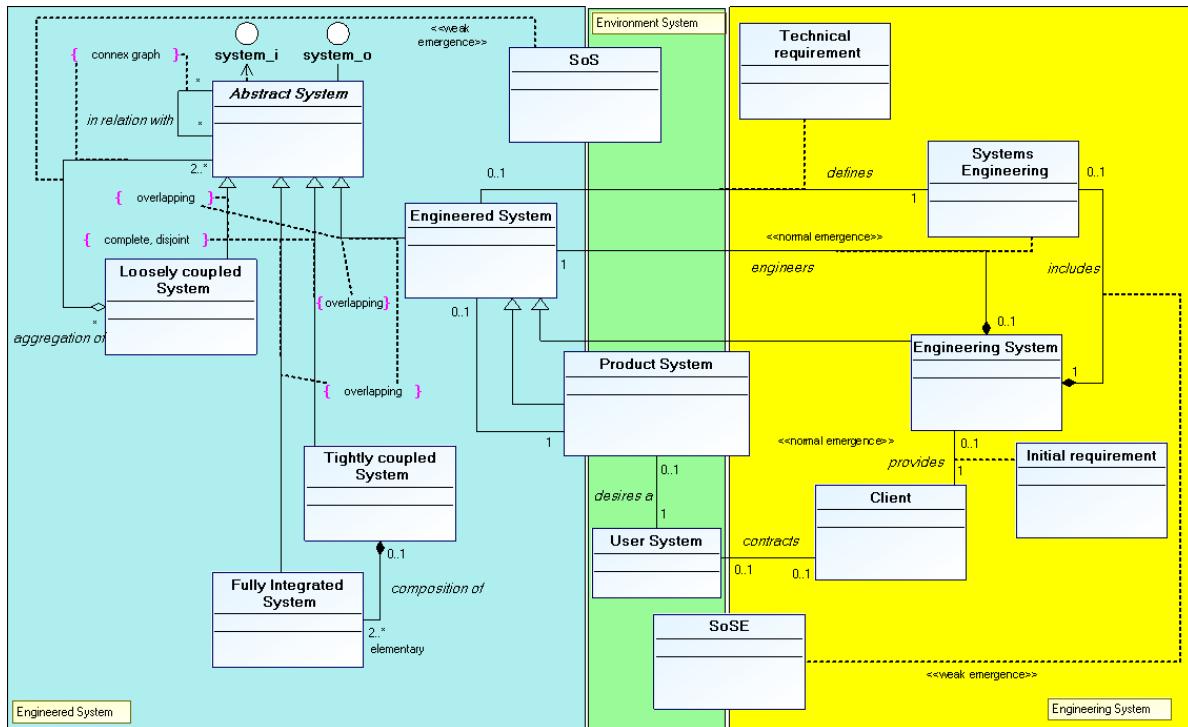 Environment System
<<weak
emergence>>
system_i
system_o
{ connex graph }
SoS
Technical
requirement
Abstract System
*
in relation with
*
2..*
{ overlapping }
{ complete, disjoint }
Loosely coupled
System
*
aggregation of
0..1
defines
1
Systems
Engineering
0..1
Engineered System
<<normal emergence>>
1
engineers
includes
{overlapping}
0..1
0..1
Engineering System
1
Product System
{ overlapping }
1
Tightly coupled
System
0..1
<<normal emergence>>
0..1
provides
1
Initial requirement
desires a
1
Client
User System
contracts
0..1
0..1
0..1
composition of
Fully Integrated
System
2..*
elementary
SoSE
<<weak emergence>>
Engineered System
Engineering System